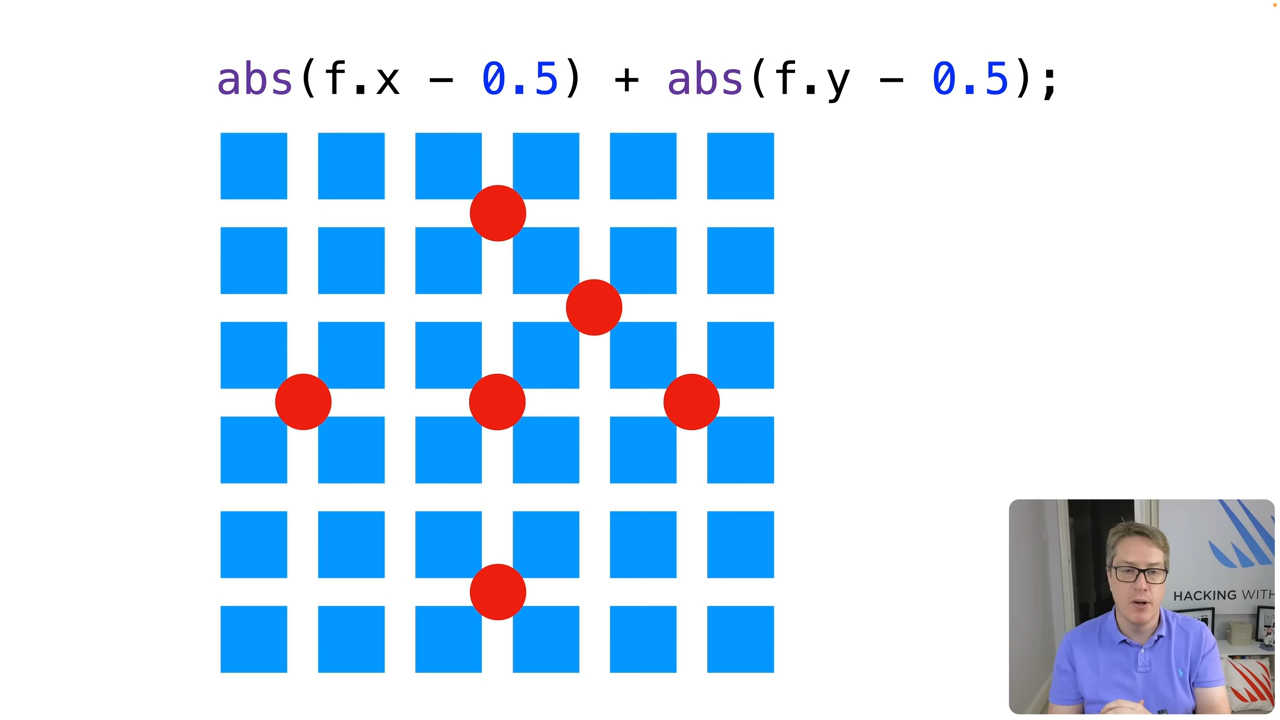 abs(f.x - 0.5) + abs(f.y - 0.5);
HACKING WITH